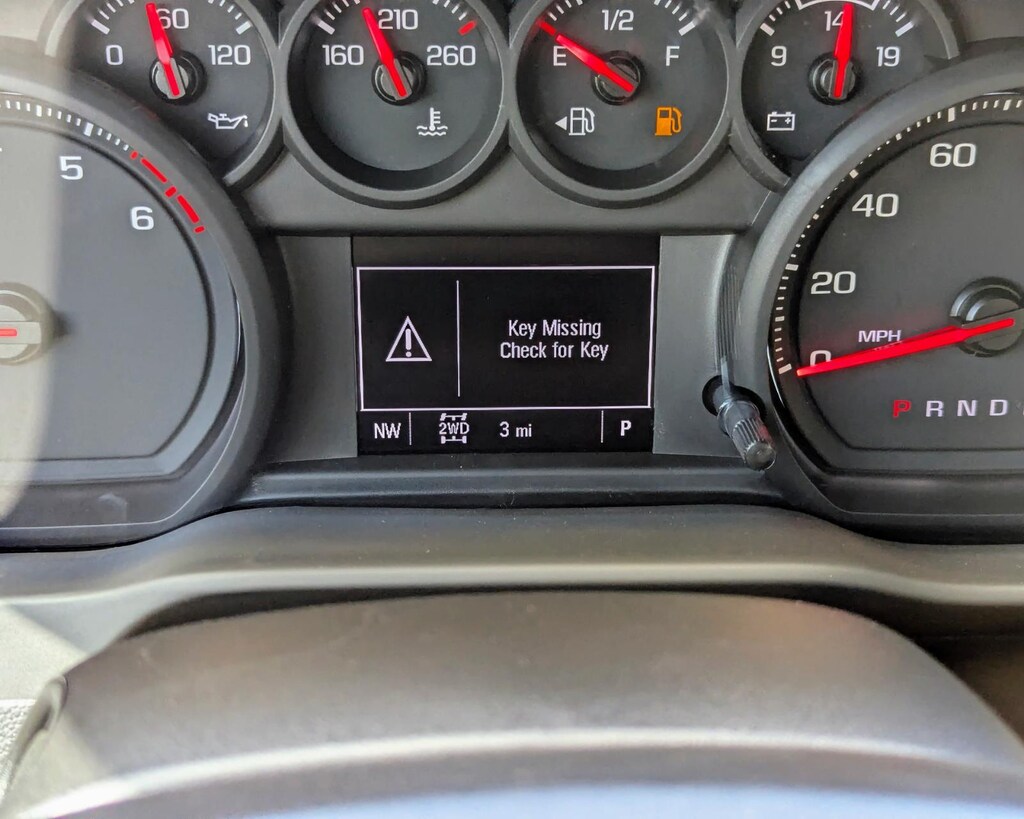 0 60 120
160 210 260
E 1/2 F
9 14 19
5
6
20
40
60
MPH
0
P R N D
Key Missing
Check for Key
NW 2WD 3 mi P